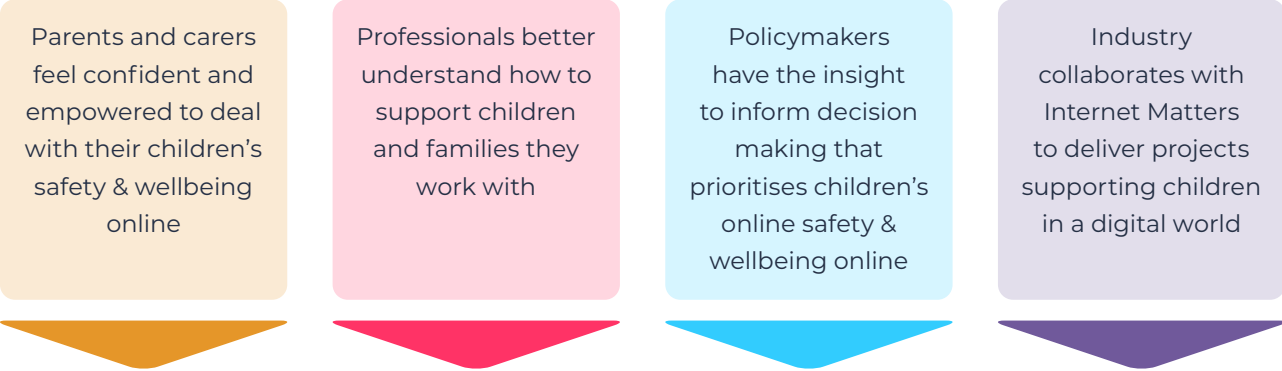 Parents and carers
feel confident and
empowered to deal
with their children's
safety & wellbeing
online
Professionals better
understand how to
support children
and families they
work with
Policymakers
have the insight
to inform decision
making that
prioritises children's
online safety &
wellbeing online
Industry
collaborates with
Internet Matters
to deliver projects
supporting children
in a digital world